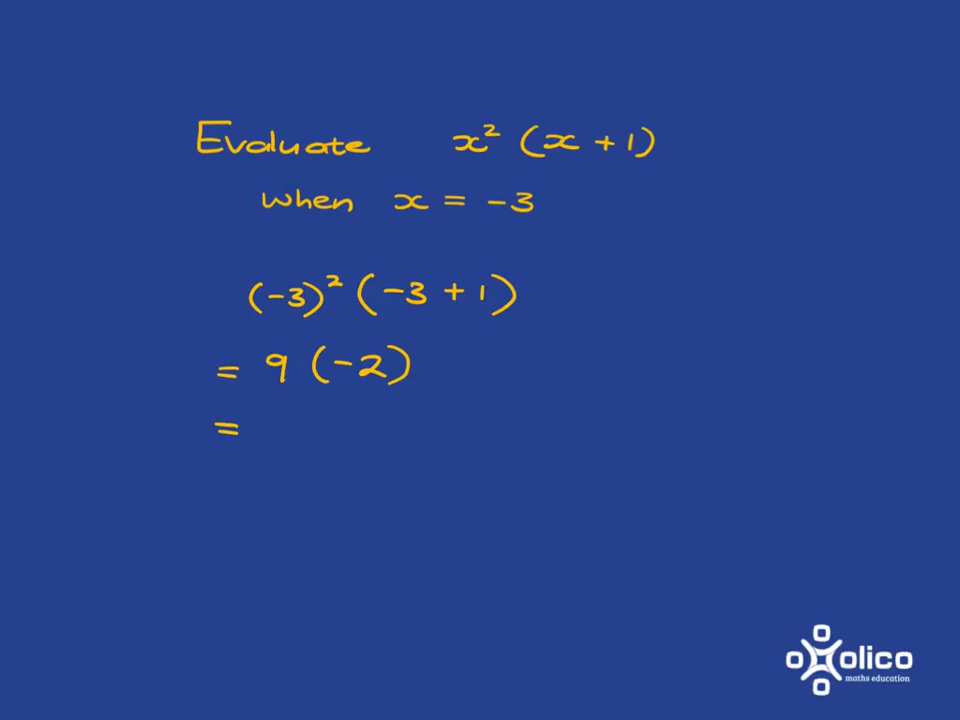 Evaluate x² (x + 1)
when x = -3
(-3)² (-3 + 1)
= 9 (-2)
=
olico
maths education